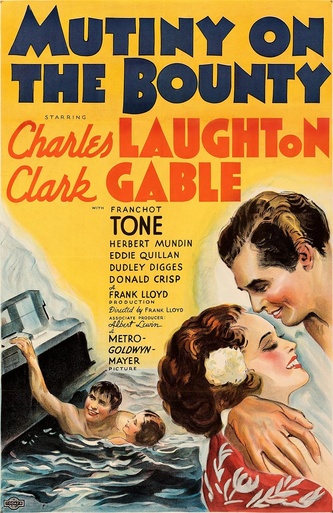 MUTINY ON
THE BOUNTY
STARRING
Charles LAUGHTON
Clark GABLE
WITH FRANCHOT
TONE
HERBERT MUNDIN
EDDIE QUILLAN
DUDLEY DIGGES
DONALD CRISP
A
FRANK LLOYD
PRODUCTION
Directed by FRANK LLOYD
ASSOCIATE PRODUCER:
Albert Lewin
A
METRO-
GOLDWYN-
MAYER
PICTURE